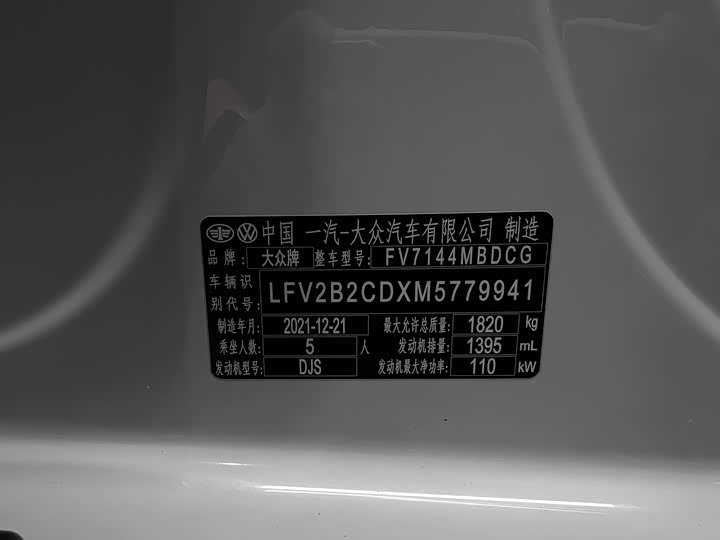 中国 一汽-大众汽车有限公司 制造
品牌: 大众牌 整车型号: FV7144MBDCG
车辆识别代号: LFV2B2CDXM5779941
制造年月: 2021-12-21 最大允许总质量: 1820 kg
乘坐人数: 5 人 发动机排量: 1395 mL
发动机型号: DJS 发动机最大净功率: 110 kW